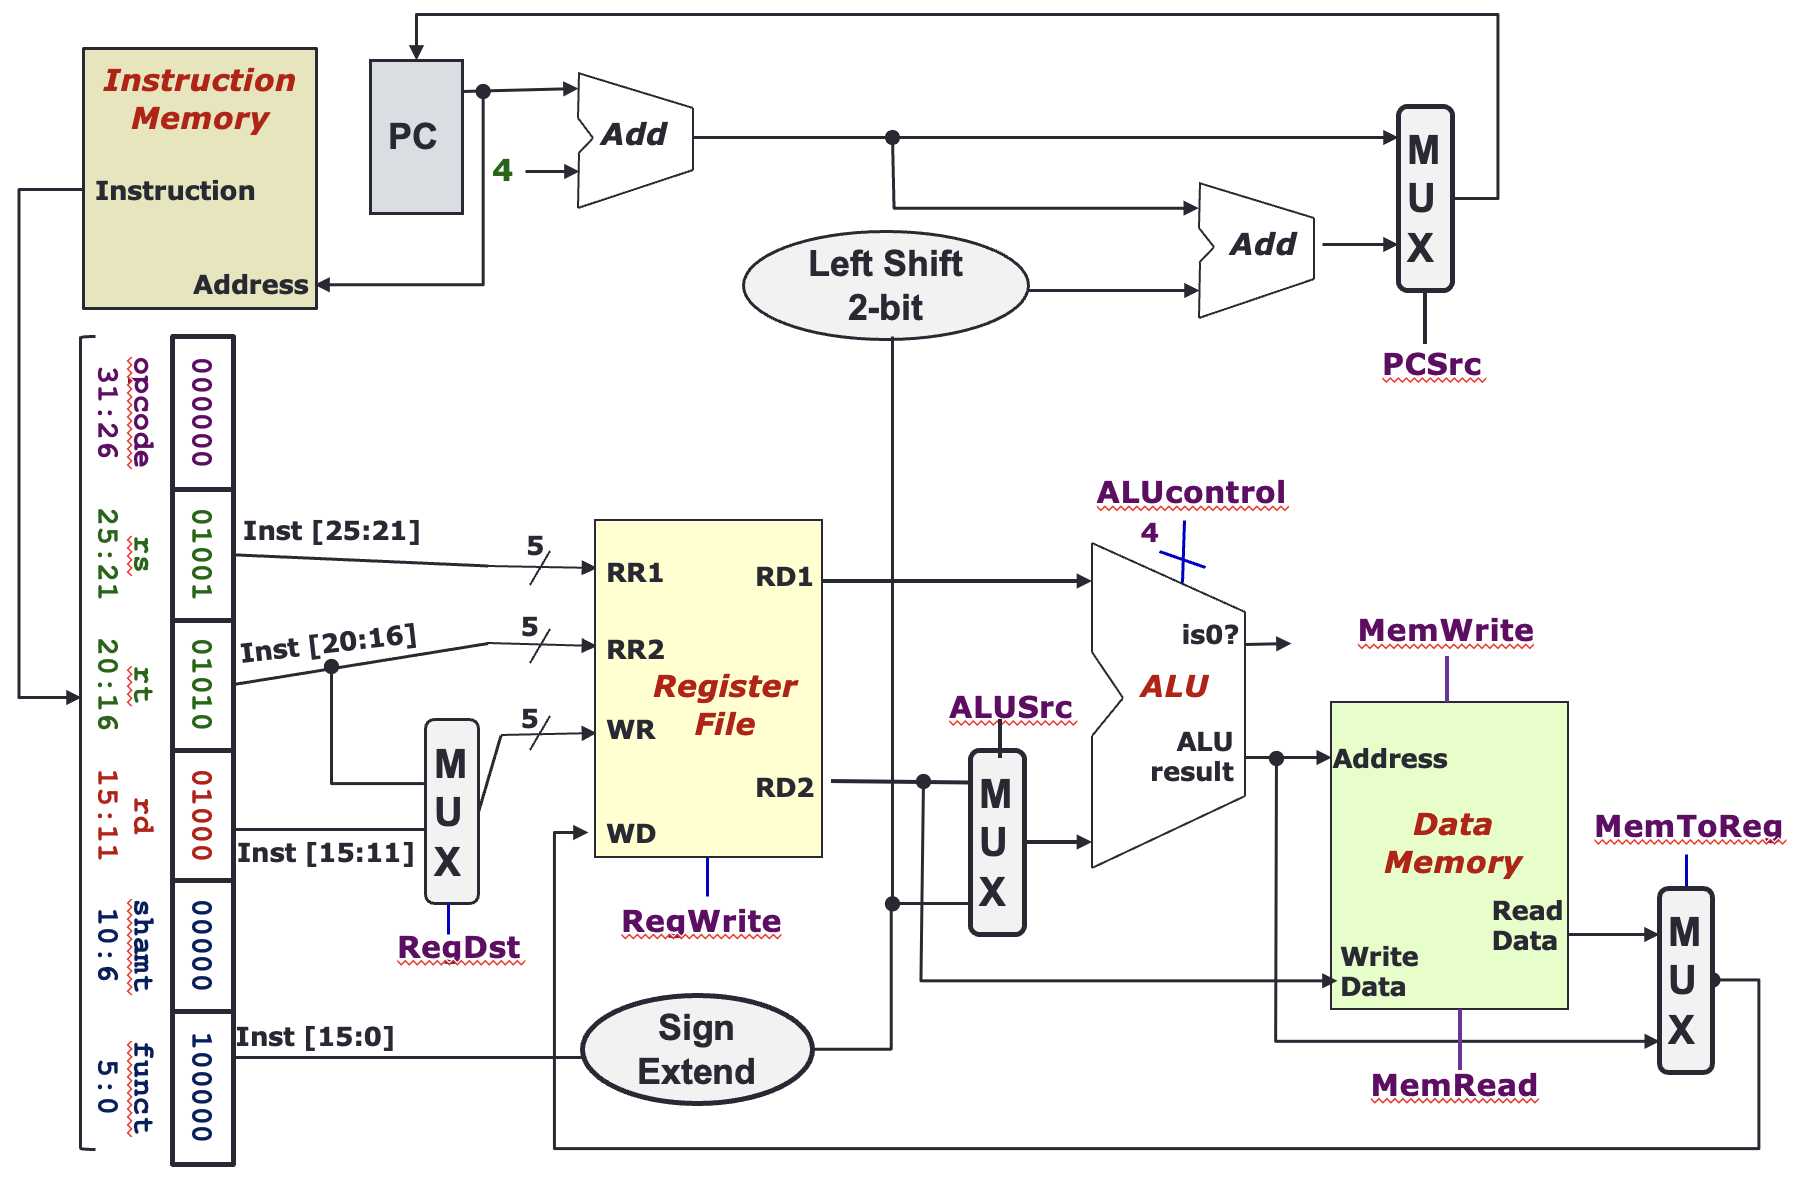 Instruction
Memory
Instruction
Address
PC
4
Add
Left Shift
2-bit
Add
M
U
X
PCSrc
opcode
31:26
000000
rs
25:21
01001
rt
20:16
01010
rd
15:11
01000
shamt
10:6
00000
funct
5:0
100000
Inst [25:21]
5
Inst [20:16]
5
5
Inst [15:11]
Inst [15:0]
M
U
X
RegDst
RR1
RR2
WR
WD
RD1
RD2
Register
File
RegWrite
Sign
Extend
ALUSrc
M
U
X
ALUcontrol
4
is0?
ALU
ALU
result
MemWrite
Address
Data
Memory
Read
Data
Write
Data
MemRead
MemToReg
M
U
X